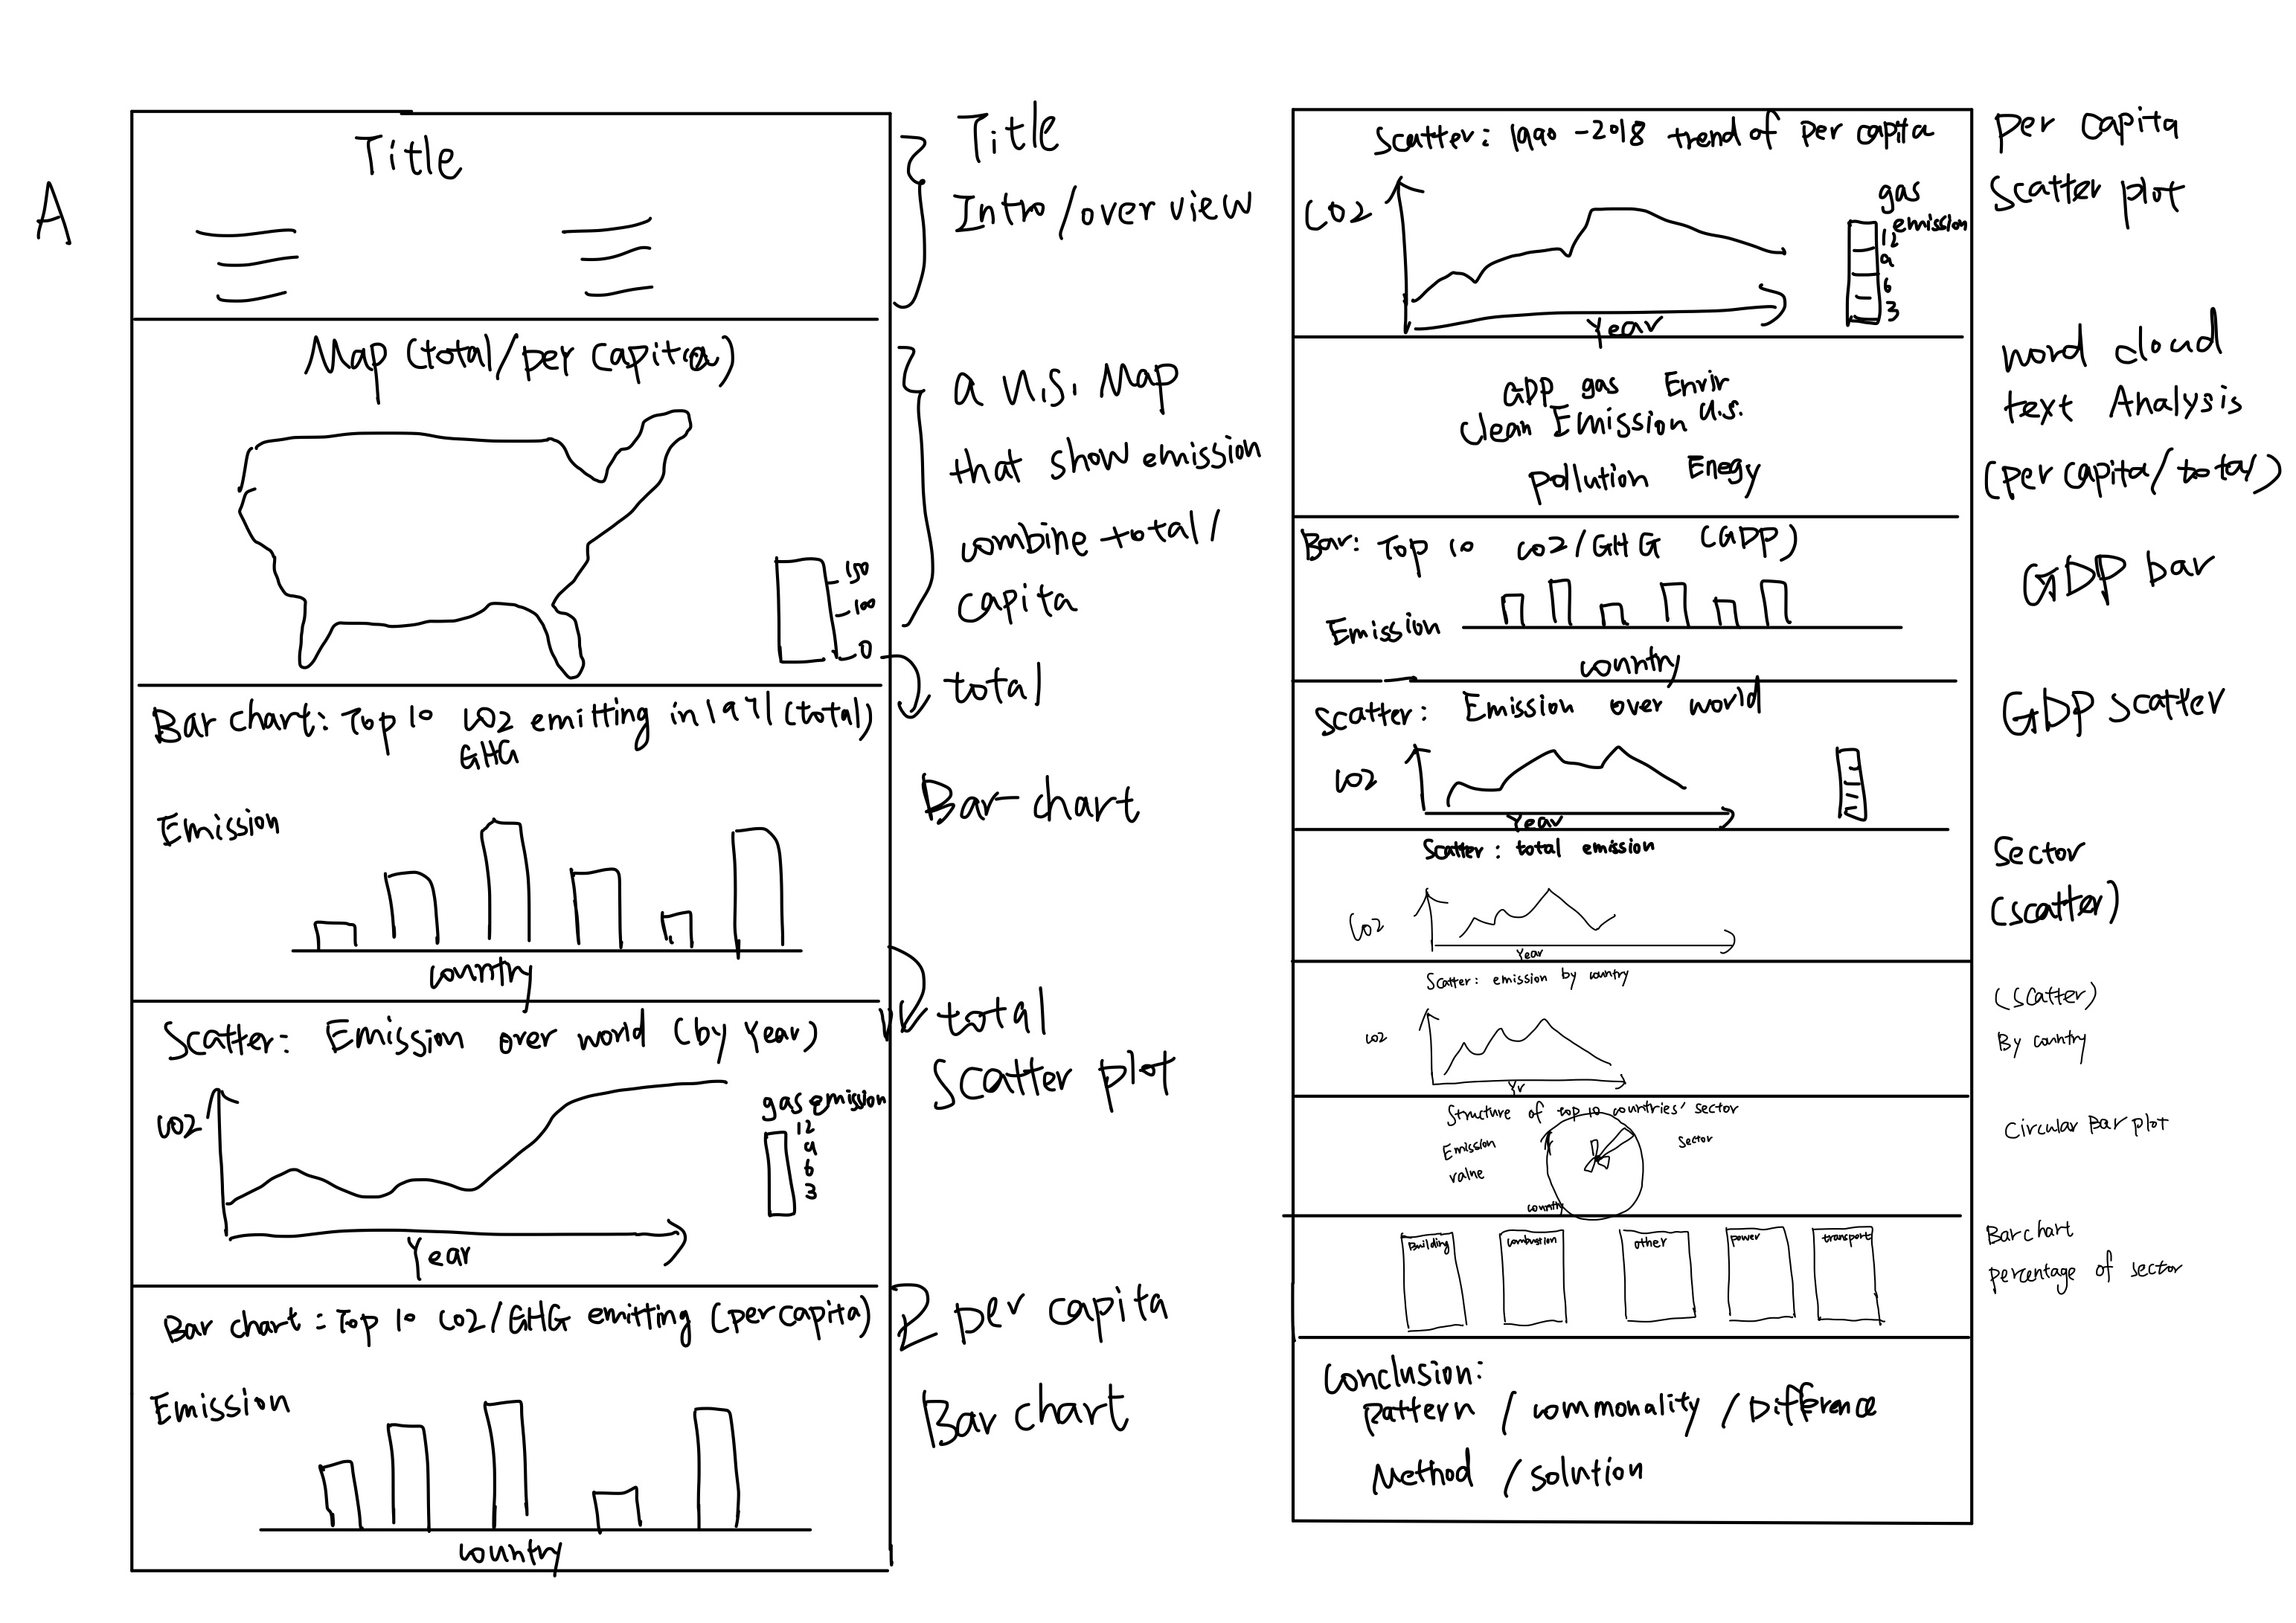 A
Title
Title
Intro/over view
Map (total/per capita)
a U.S. Map
that show emission
combine total/
capita
150
100
0
total
Bar chart: Top 10 CO2 emitting in 1971 (total)
GHG
Emission
country
Bar-chart
Scatter: Emission over world (by Year)
CO2
Year
gas emission
12
9
6
3
total
Scatter plot
Bar chart = Top 10 CO2/GHG emitting (per capita)
Emission
country
per capita
Bar chart
Scatter: 1990 - 2018 trend of per capita
CO2
Year
gas
emission
12
9
6
3
per capita
Scatter plot
GDP gas Envir
Clean Emission U.S.
pollution Enegy
word cloud
text Analysis
(per capita/total)
Bar: Top 10 CO2/GHG (GDP)
Emission
country
GDP bar
Scatter: Emission over world
CO2
Year
GDP scatter
Scatter: total emission
CO2
Year
Sector
(scatter)
Scatter: emission by country
CO2
Yr
(Scatter)
By country
Structure of top 10 countries' sector
Emission
value
Sector
country
Circular Bar plot
Building
combustion
other
power
transport
Bar chart
percentage of sector
Conclusion:
pattern / commonality / Difference
Method / solution